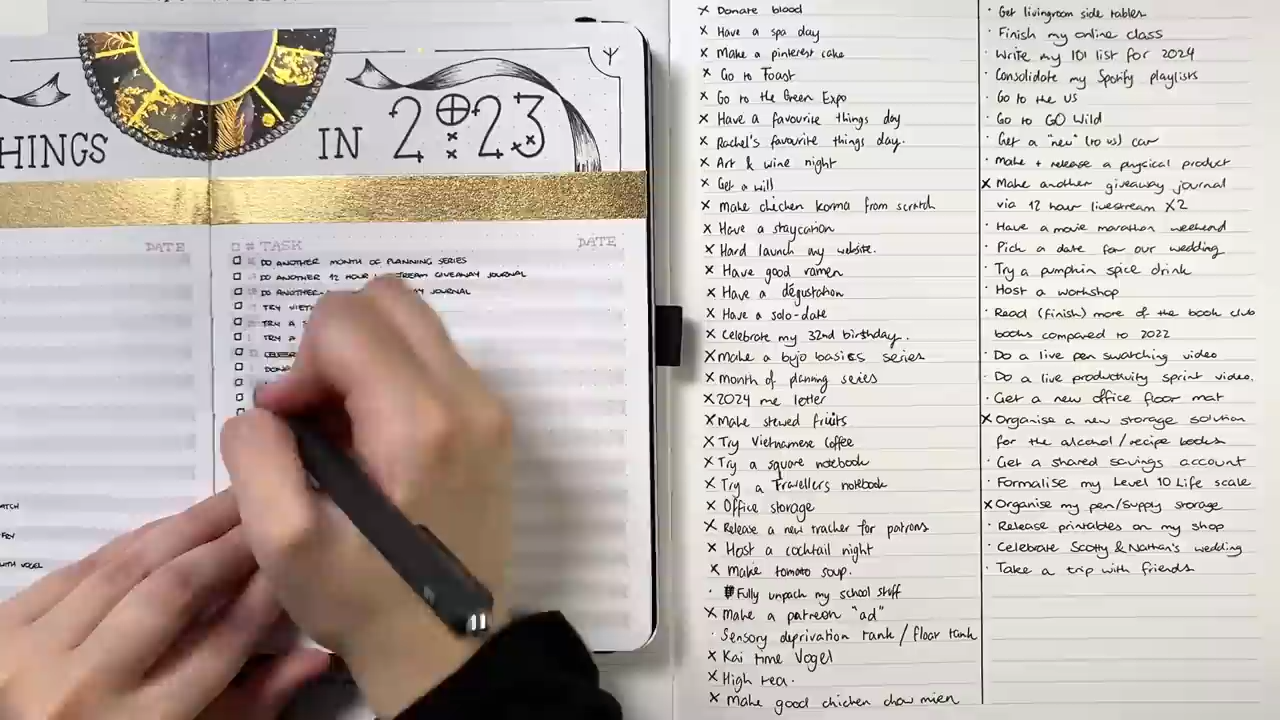 HINGS
IN 2023
DATE
# TASK
DATE
DO ANOTHER MONTH OF PLANNING SERIES
DO ANOTHER 12 HOUR GIVEAWAY JOURNAL
DO ANOTHER JOURNAL
TRY
TRY A
TRY A
x Donate blood
x Have a spa day
x Make a pinterest cake
x Go to Toast
x Go to the Green Expo
x Have a favourite things day
x Rachel's favourite things day.
x Art & wine night
x Get a will
x Make chicken korma from scratch
x Have a staycation
x Hard launch my website.
x Have good ramen
x Have a dégustation
x Have a solo-date
x Celebrate my 32nd birthday.
x make a bujo basics series
x month of planning series
x 2024 me letter
x Make stewed fruits
x Try Vietnamese Coffee
x Try a square notebook
x Try a Travellers notebook
x Office storage
x Release a new tracker for patrons
x Host a cocktail night
x Make tomato soup.
· Fully unpack my school stuff
x Make a patreon "ad"
· Sensory deprivation tank / float tank
x Kai time Vogel
x High tea.
x Make good chicken chow mien
· Get livingroom side tables
· Finish my online class
· Write my 101 list for 2024
· Consolidate my Spotify playlists
· Go to the US
· Go to GO Wild
· Get a "new" (to us) car
· Make + release a physical product
x Make another giveaway journal
via 12 hour livestream x2
· Have a movie marathon weekend
· Pick a date for our wedding
· Try a pumpkin spice drink
· Host a workshop
· Read (finish) more of the book club
books compared to 2022
· Do a live pen swatching video
· Do a live productivity sprint video.
· Get a new office floor mat
x Organise a new storage solution
for the alcohol / recipe books
· Get a shared savings account
· Formalise my Level 10 Life scale
x Organise my pen/supply storage
· Release printables on my shop
· Celebrate Scotty & Nathan's wedding
· Take a trip with friends